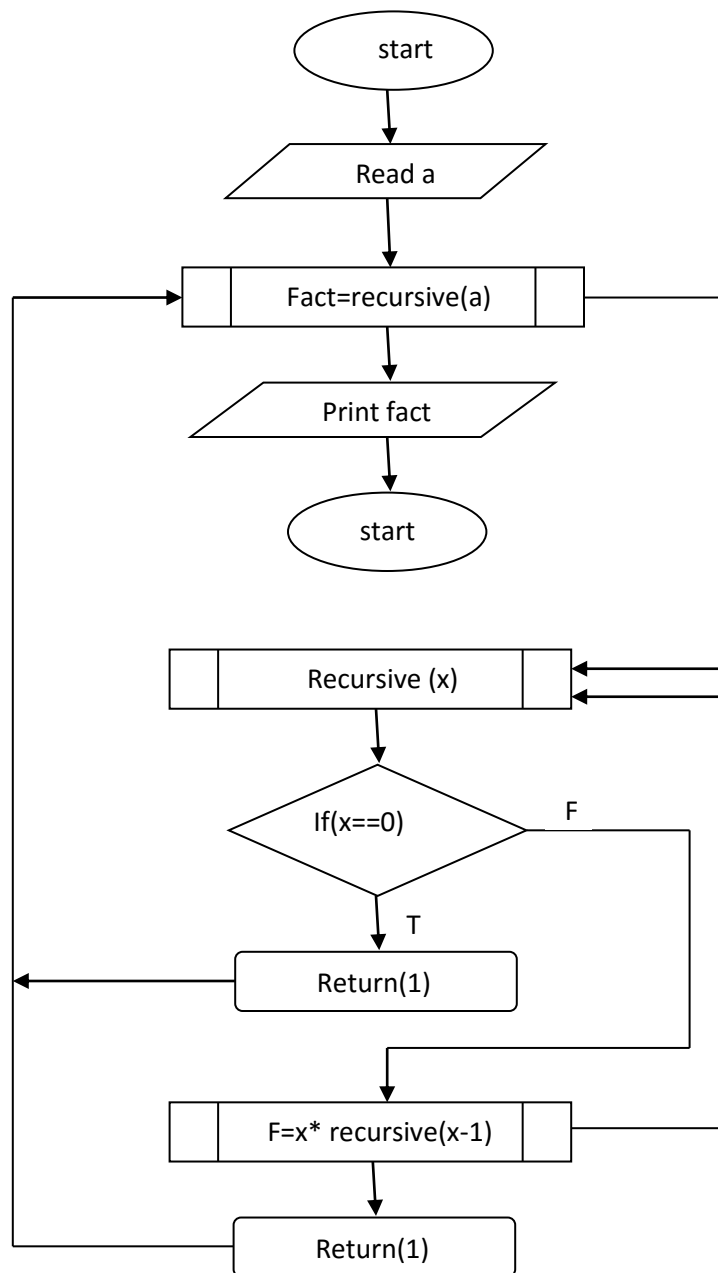 start
Read a
Fact=recursive(a)
Print fact
start
Recursive (x)
If(x==0)
F
T
Return(1)
F=x* recursive(x-1)
Return(1)